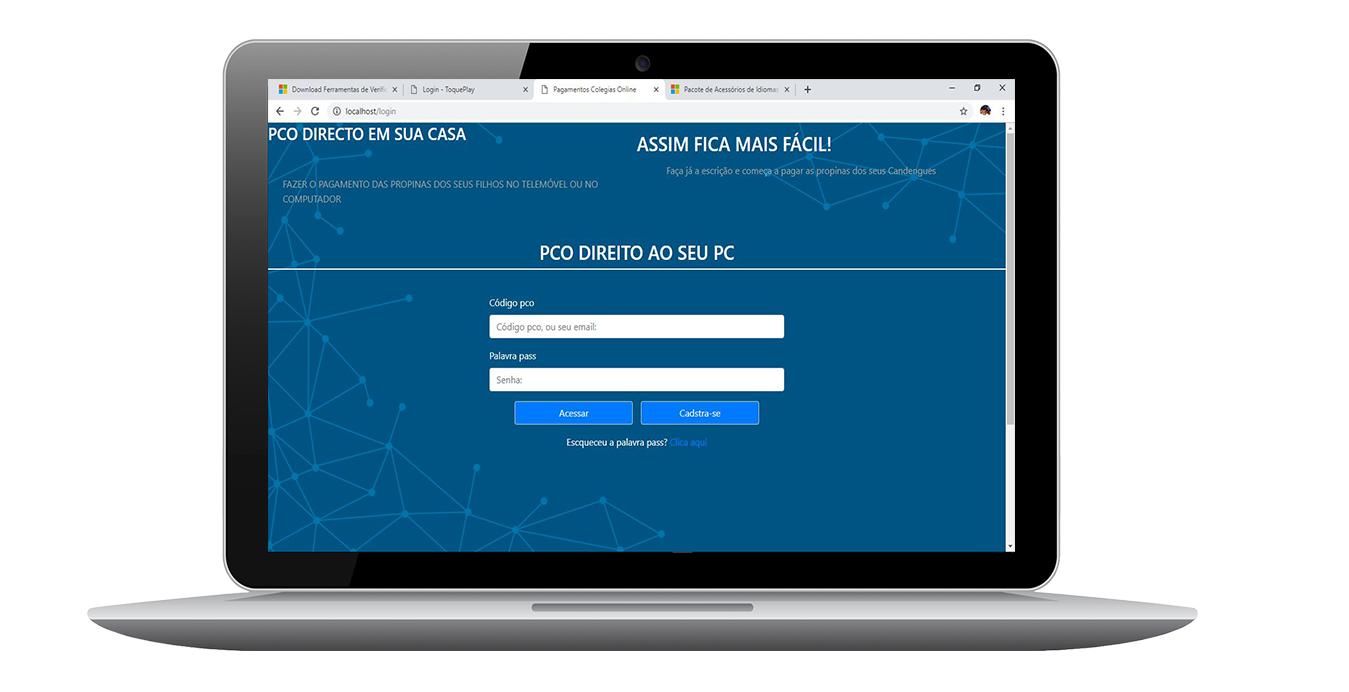 Download Ferramentas de Verific
Login - ToquePlay
Pagamentos Colegias Online
Pacote de Acessórios de Idiomas
localhost/login
PCO DIRECTO EM SUA CASA
ASSIM FICA MAIS FÁCIL!
Faça já a escrição e começa a pagar as propinas dos seus Candengues
FAZER O PAGAMENTO DAS PROPINAS DOS SEUS FILHOS NO TELEMÓVEL OU NO
COMPUTADOR
PCO DIREITO AO SEU PC
Código pco
Código pco, ou seu email:
Palavra pass
Senha:
Acessar
Cadstra-se
Escqueceu a palavra pass? Clica aqui